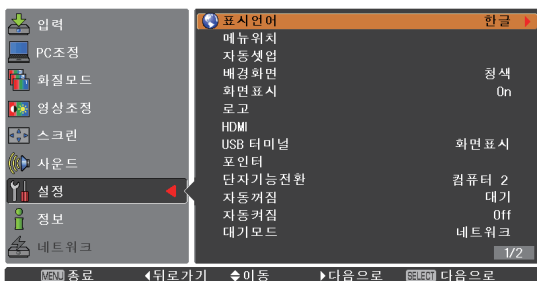 입력
PC조정
화질모드
영상조정
스크린
사운드
설정
정보
네트워크
표시언어 한글
메뉴위치
자동셋업
배경화면 청색
화면표시 On
로고
HDMI
USB 터미널 화면표시
포인터
단자기능전환 컴퓨터 2
자동꺼짐 대기
자동켜짐 Off
대기모드 네트워크
1/2
MENU 종료 뒤로가기 이동 다음으로 SELECT 다음으로